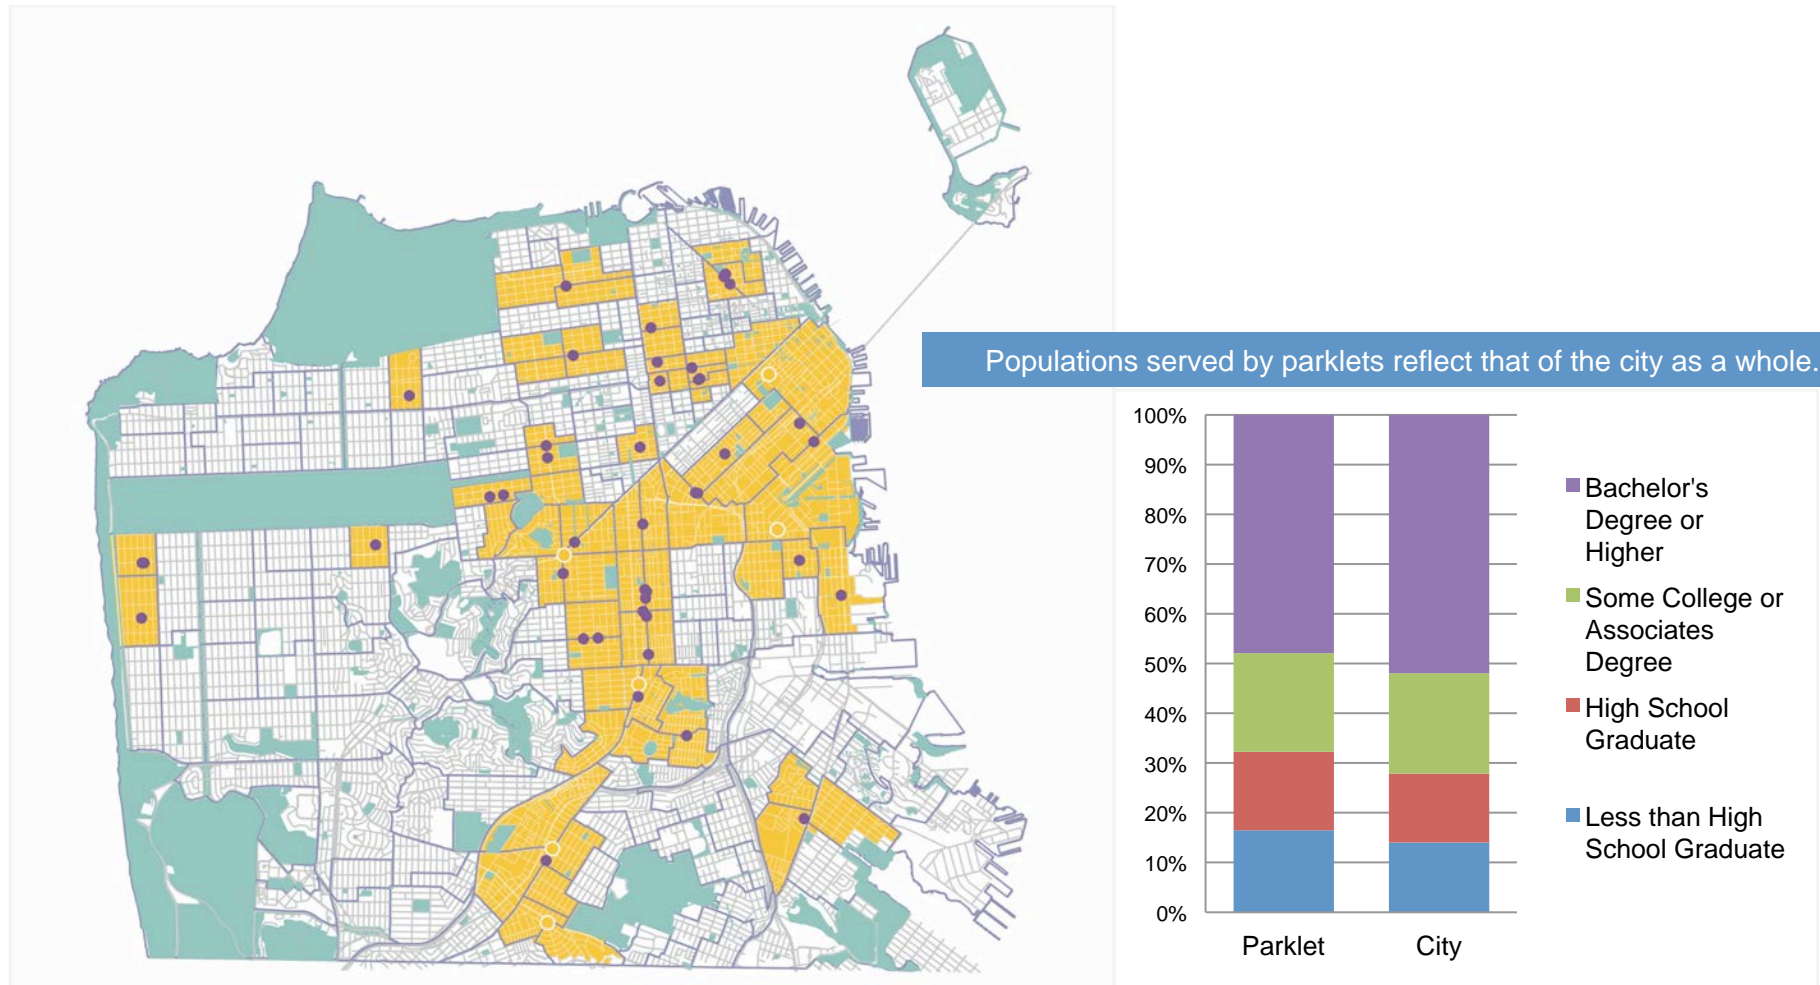 Populations served by parklets reflect that of the city as a whole.
100%
90%
80%
70%
60%
50%
40%
30%
20%
10%
0%
Parklet
City
Bachelor's
Degree or
Higher
Some College or
Associates
Degree
High School
Graduate
Less than High
School Graduate